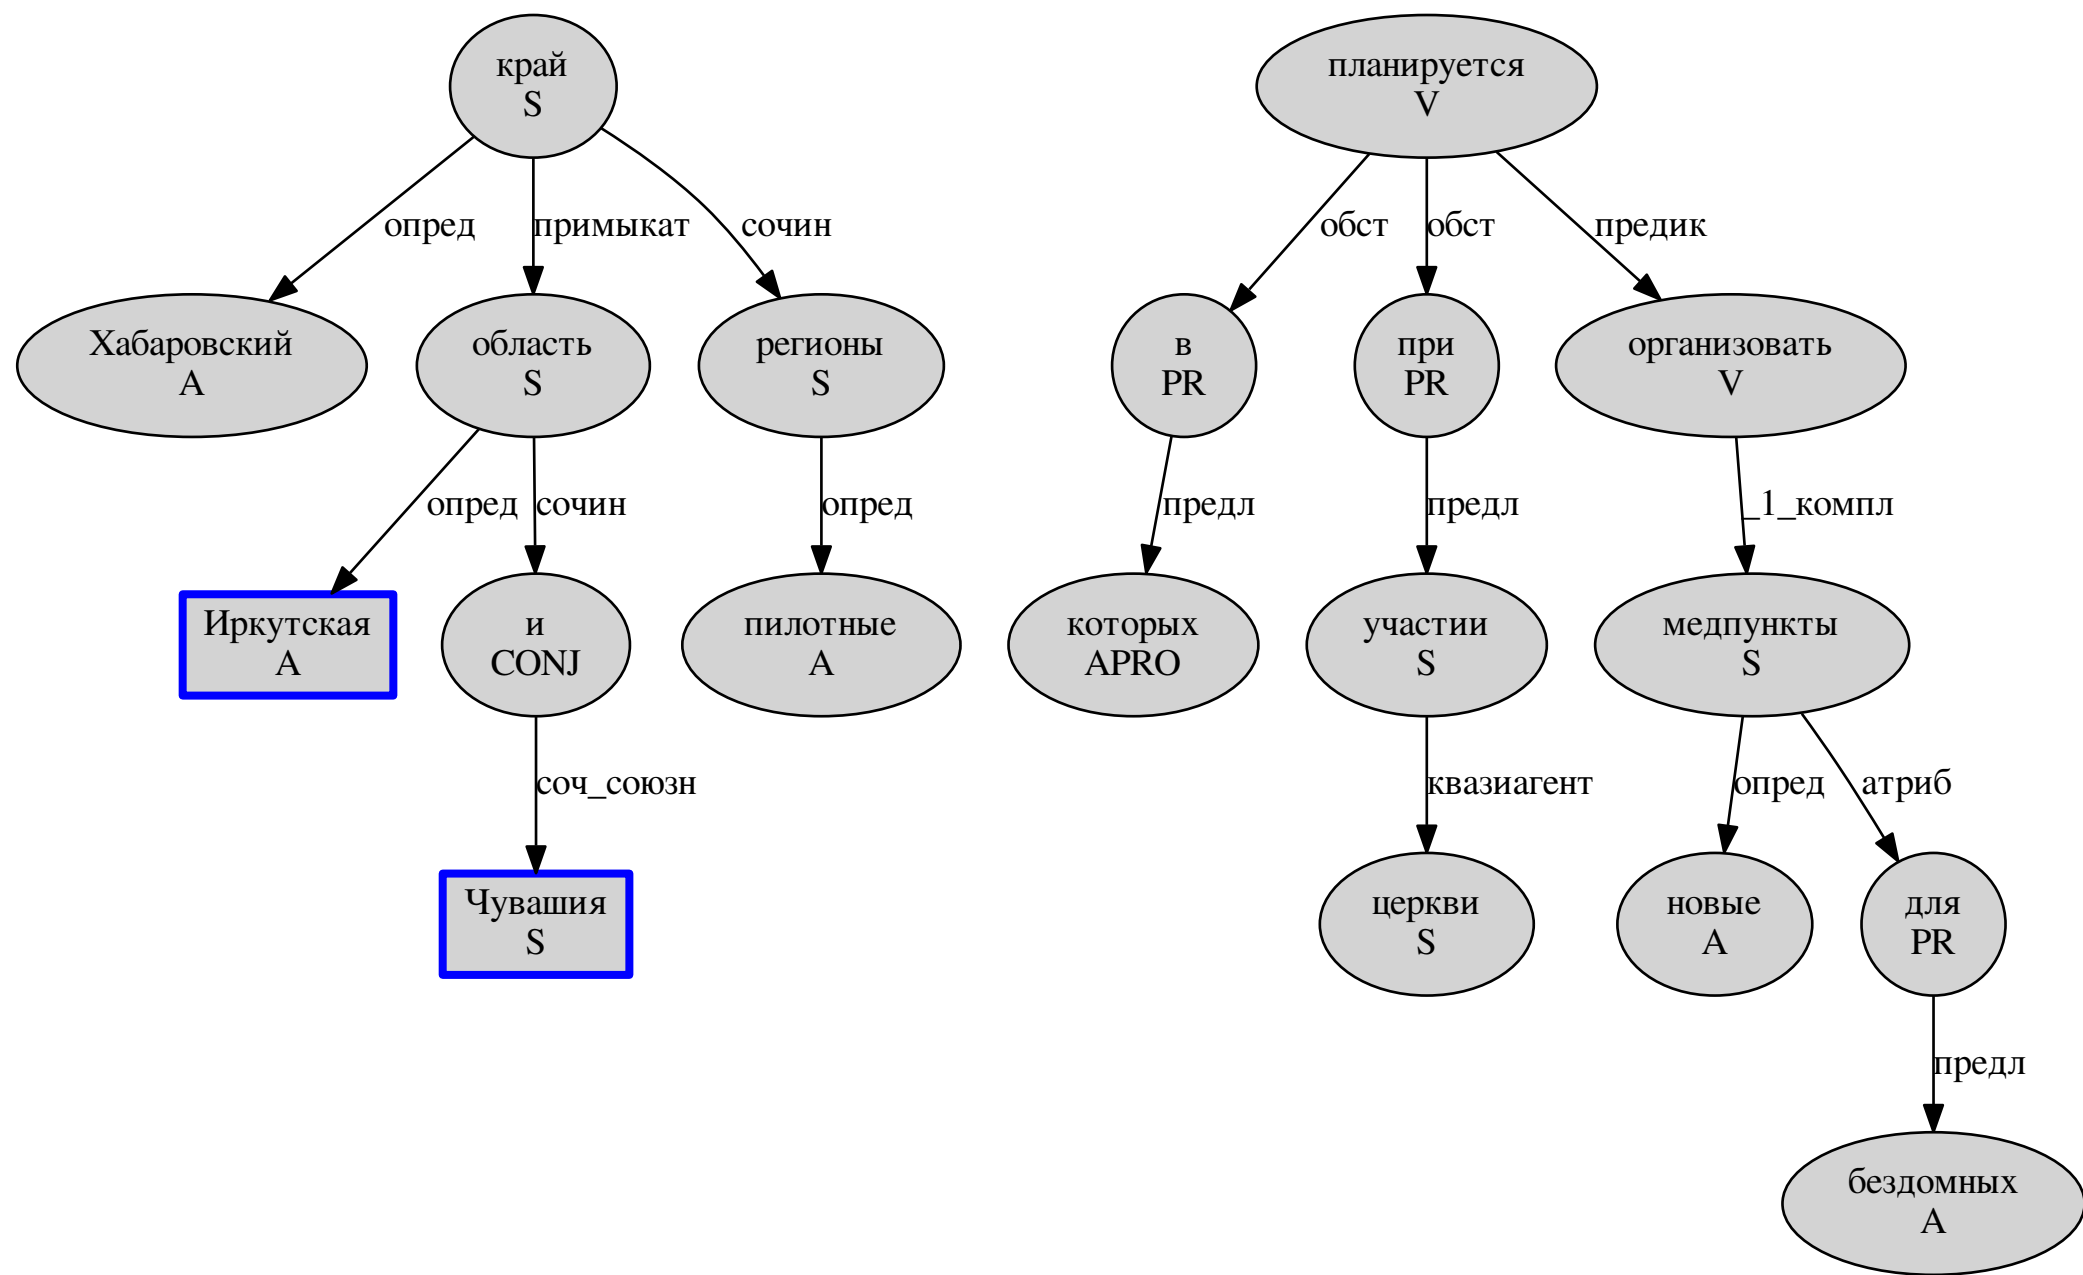 край
S
планируется
V
опред
примыкат
сочин
обст
обст
предик
Хабаровский
A
область
S
регионы
S
в
PR
при
PR
организовать
V
опред
сочин
опред
предл
предл
_1_компл
Иркутская
A
и
CONJ
пилотные
A
которых
APRO
участии
S
медпункты
S
соч_союзн
квазиагент
опред
атриб
Чувашия
S
церкви
S
новые
A
для
PR
предл
бездомных
A